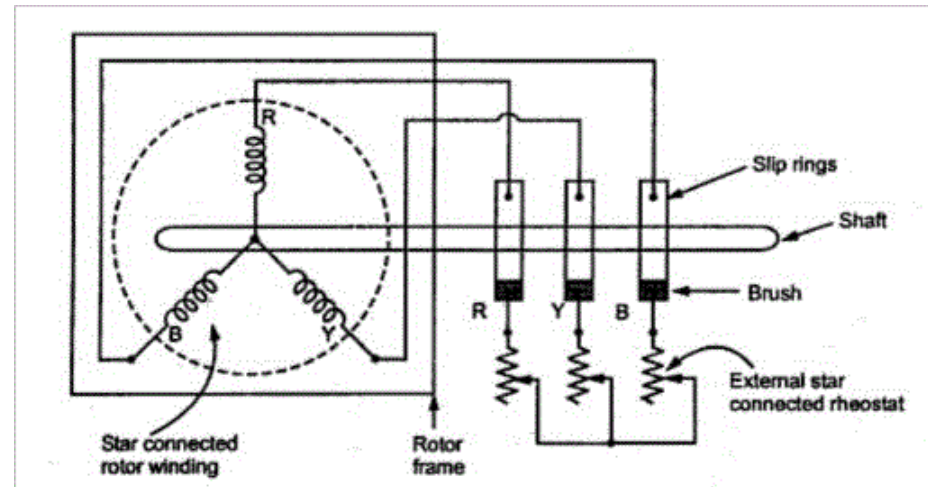 R
Slip rings
Shaft
Brush
R Y B
B Y
External star
connected rheostat
Star connected
rotor winding
Rotor
frame